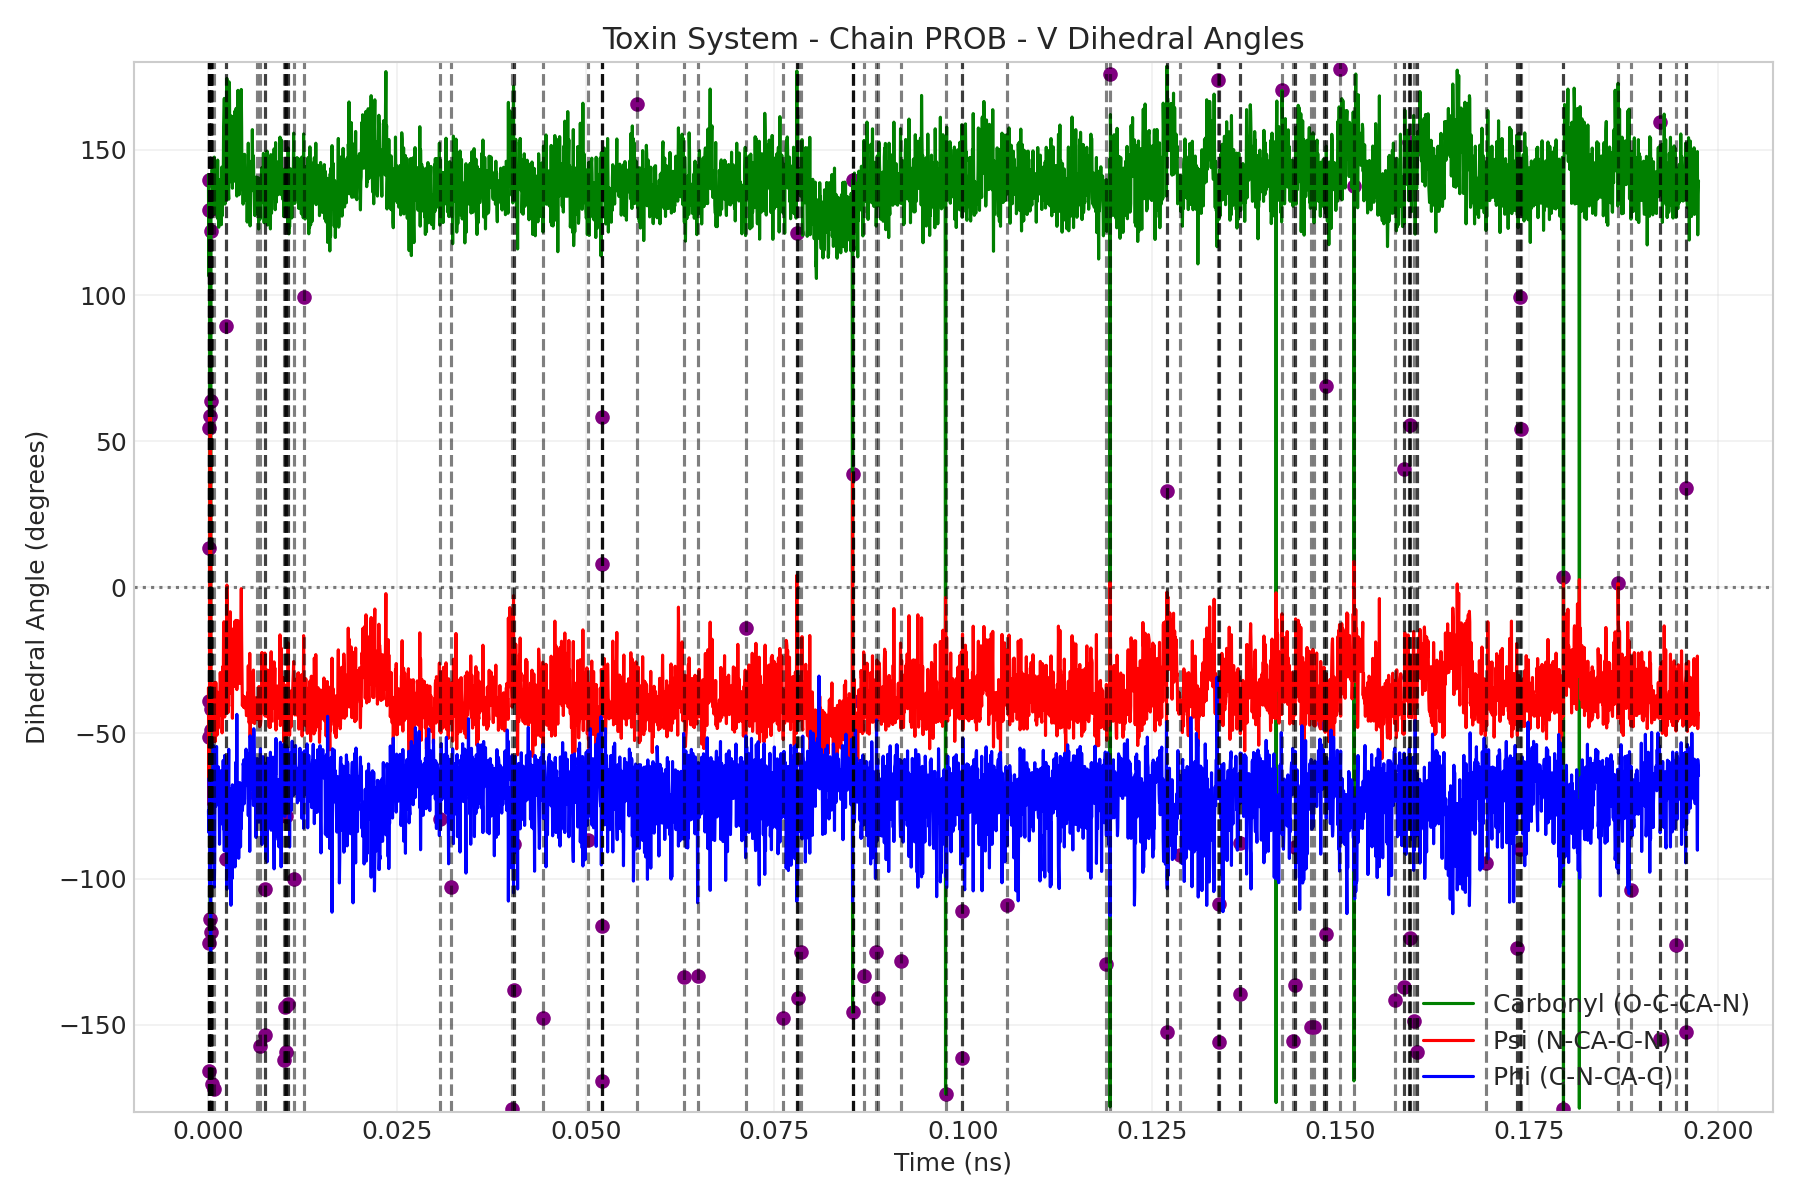 Toxin System - Chain PROB - V Dihedral Angles
150
100
50
0
−50
−100
−150
Dihedral Angle (degrees)
Carbonyl (O-C-CA-N)
Psi (N-CA-C-N)
Phi (C-N-CA-C)
0.000 0.025 0.050 0.075 0.100 0.125 0.150 0.175 0.200
Time (ns)